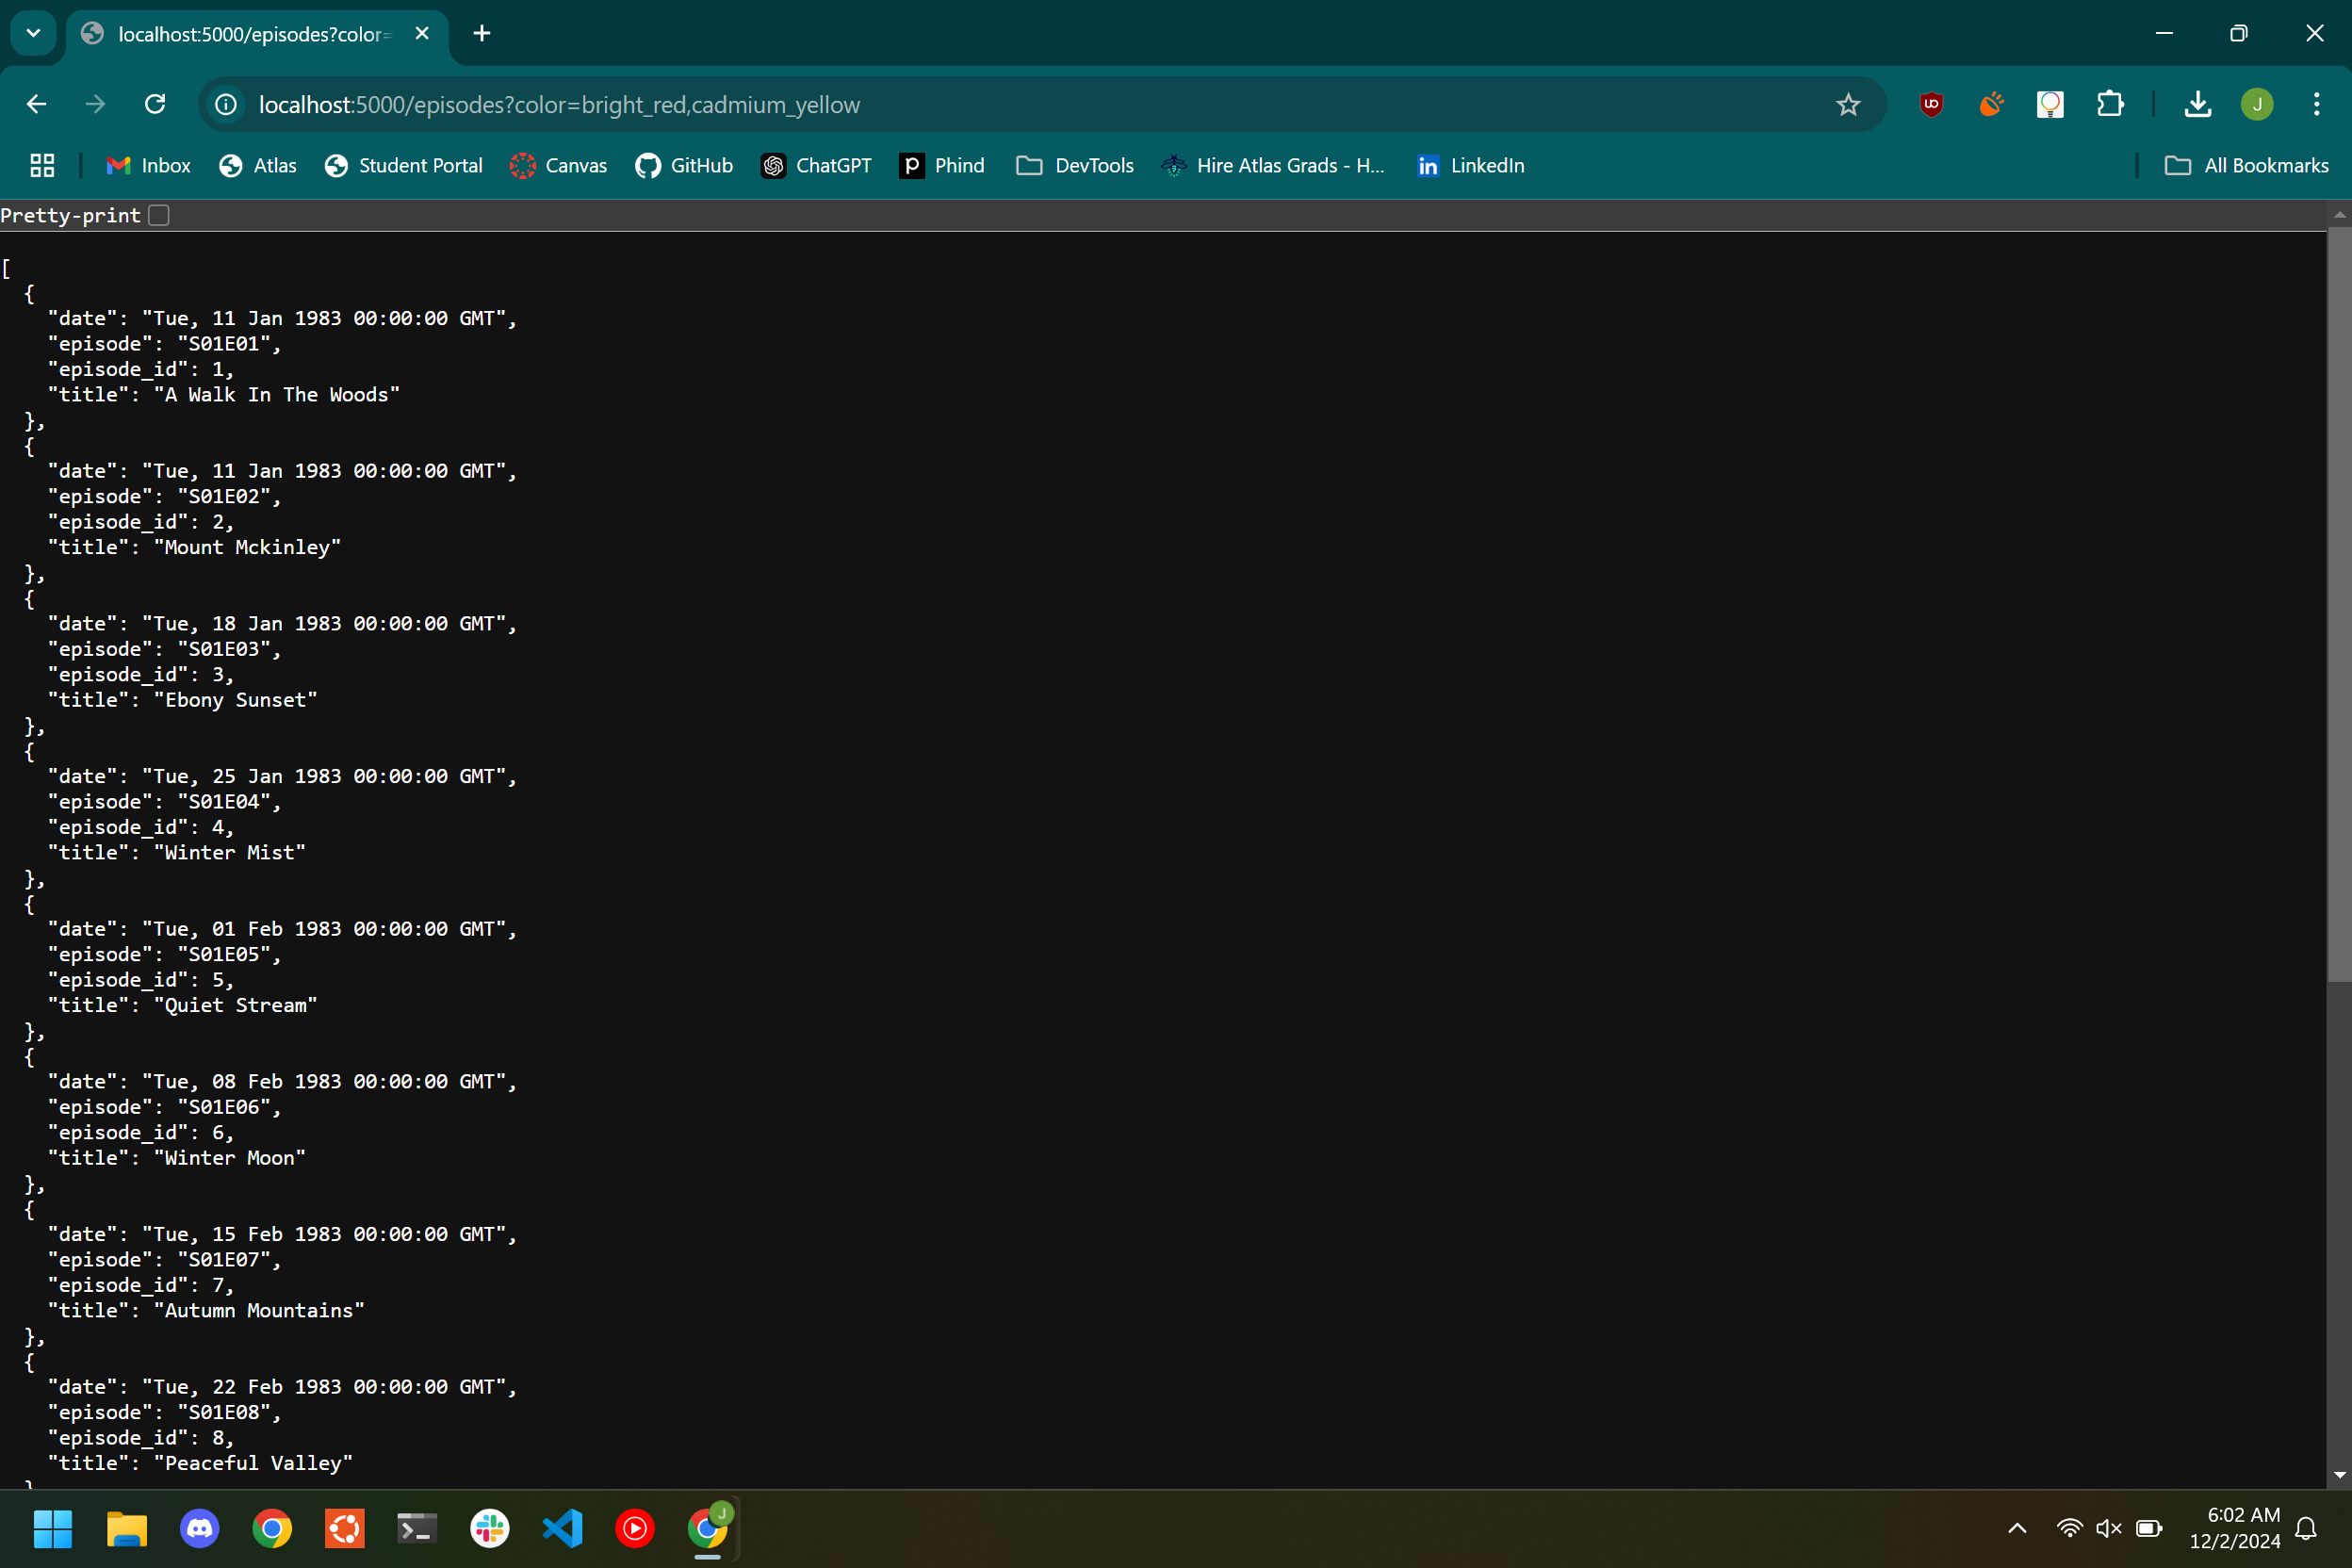 localhost:5000/episodes?color=
localhost:5000/episodes?color=bright_red,cadmium_yellow
J
Inbox
Atlas
Student Portal
Canvas
GitHub
ChatGPT
Phind
DevTools
Hire Atlas Grads - H...
LinkedIn
All Bookmarks
Pretty-print
[
  {
    "date": "Tue, 11 Jan 1983 00:00:00 GMT",
    "episode": "S01E01",
    "episode_id": 1,
    "title": "A Walk In The Woods"
  },
  {
    "date": "Tue, 11 Jan 1983 00:00:00 GMT",
    "episode": "S01E02",
    "episode_id": 2,
    "title": "Mount Mckinley"
  },
  {
    "date": "Tue, 18 Jan 1983 00:00:00 GMT",
    "episode": "S01E03",
    "episode_id": 3,
    "title": "Ebony Sunset"
  },
  {
    "date": "Tue, 25 Jan 1983 00:00:00 GMT",
    "episode": "S01E04",
    "episode_id": 4,
    "title": "Winter Mist"
  },
  {
    "date": "Tue, 01 Feb 1983 00:00:00 GMT",
    "episode": "S01E05",
    "episode_id": 5,
    "title": "Quiet Stream"
  },
  {
    "date": "Tue, 08 Feb 1983 00:00:00 GMT",
    "episode": "S01E06",
    "episode_id": 6,
    "title": "Winter Moon"
  },
  {
    "date": "Tue, 15 Feb 1983 00:00:00 GMT",
    "episode": "S01E07",
    "episode_id": 7,
    "title": "Autumn Mountains"
  },
  {
    "date": "Tue, 22 Feb 1983 00:00:00 GMT",
    "episode": "S01E08",
    "episode_id": 8,
    "title": "Peaceful Valley"
  }
J
6:02 AM
12/2/2024